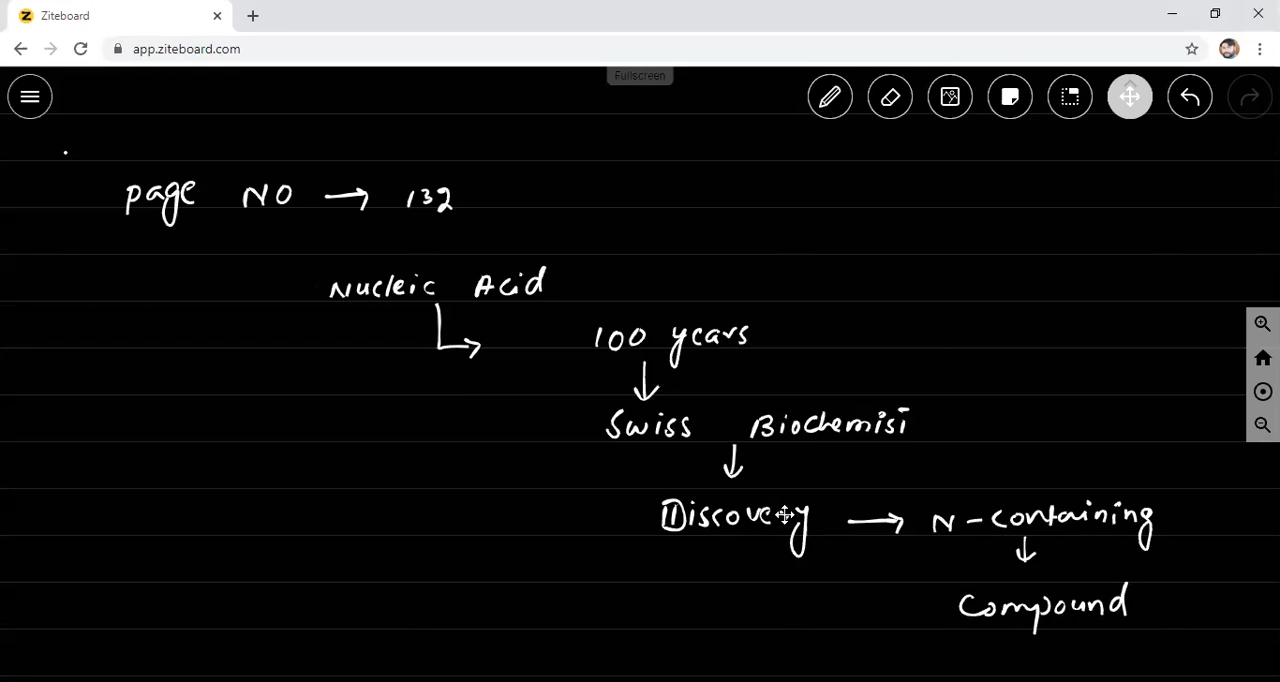 Ziteboard
app.ziteboard.com
Fullscreen
page NO → 132
Nucleic Acid
100 years
Swiss Biochemist
Discovery → N-containing
Compound